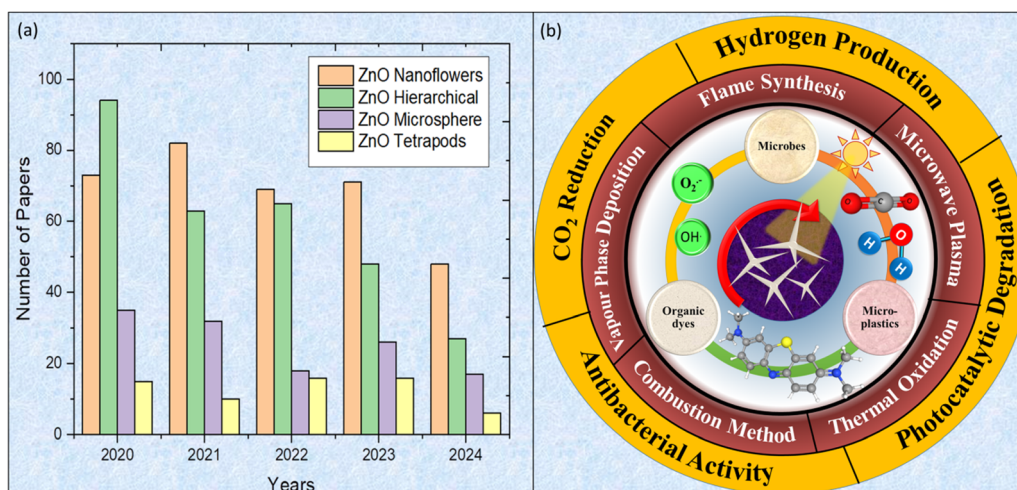 (a)
Number of Papers
100
80
60
40
20
0
ZnO Nanoflowers
ZnO Hierarchical
ZnO Microsphere
ZnO Tetrapods
2020 2021 2022 2023 2024
Years
(b)
Hydrogen Production
Photocatalytic Degradation
Antibacterial Activity
CO₂ Reduction
Flame Synthesis
Microwave Plasma
Thermal Oxidation
Combustion Method
Vapour Phase Deposition
Microbes
O₂·⁻
OH·
O C O
O
H
H
Organic
dyes
Micro-
plastics